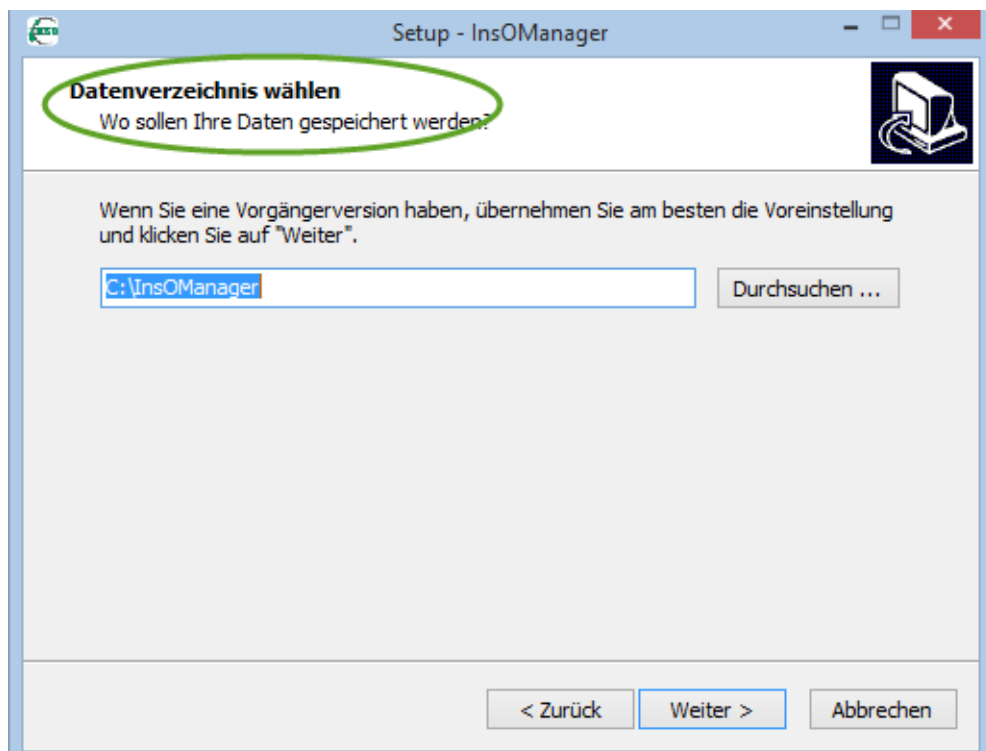 Setup - InsOManager
Datenverzeichnis wählen
Wo sollen Ihre Daten gespeichert werden?
Wenn Sie eine Vorgängerversion haben, übernehmen Sie am besten die Voreinstellung
und klicken Sie auf "Weiter".
C:\InsOManager
Durchsuchen ...
< Zurück
Weiter >
Abbrechen